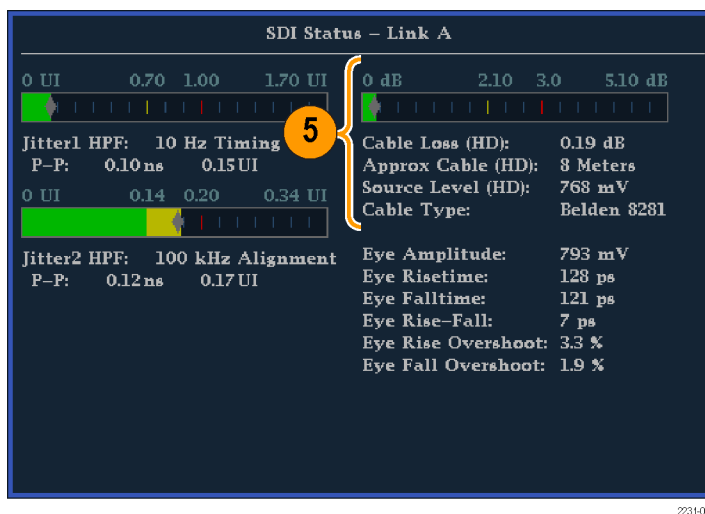 SDI Status – Link A
0 UI 0.70 1.00 1.70 UI
Jitter1 HPF: 10 Hz Timing
P–P: 0.10 ns 0.15 UI
0 UI 0.14 0.20 0.34 UI
Jitter2 HPF: 100 kHz Alignment
P–P: 0.12 ns 0.17 UI
5
0 dB 2.10 3.0 5.10 dB
Cable Loss (HD): 0.19 dB
Approx Cable (HD): 8 Meters
Source Level (HD): 768 mV
Cable Type: Belden 8281
Eye Amplitude: 793 mV
Eye Risetime: 128 ps
Eye Falltime: 121 ps
Eye Rise–Fall: 7 ps
Eye Rise Overshoot: 3.3 %
Eye Fall Overshoot: 1.9 %